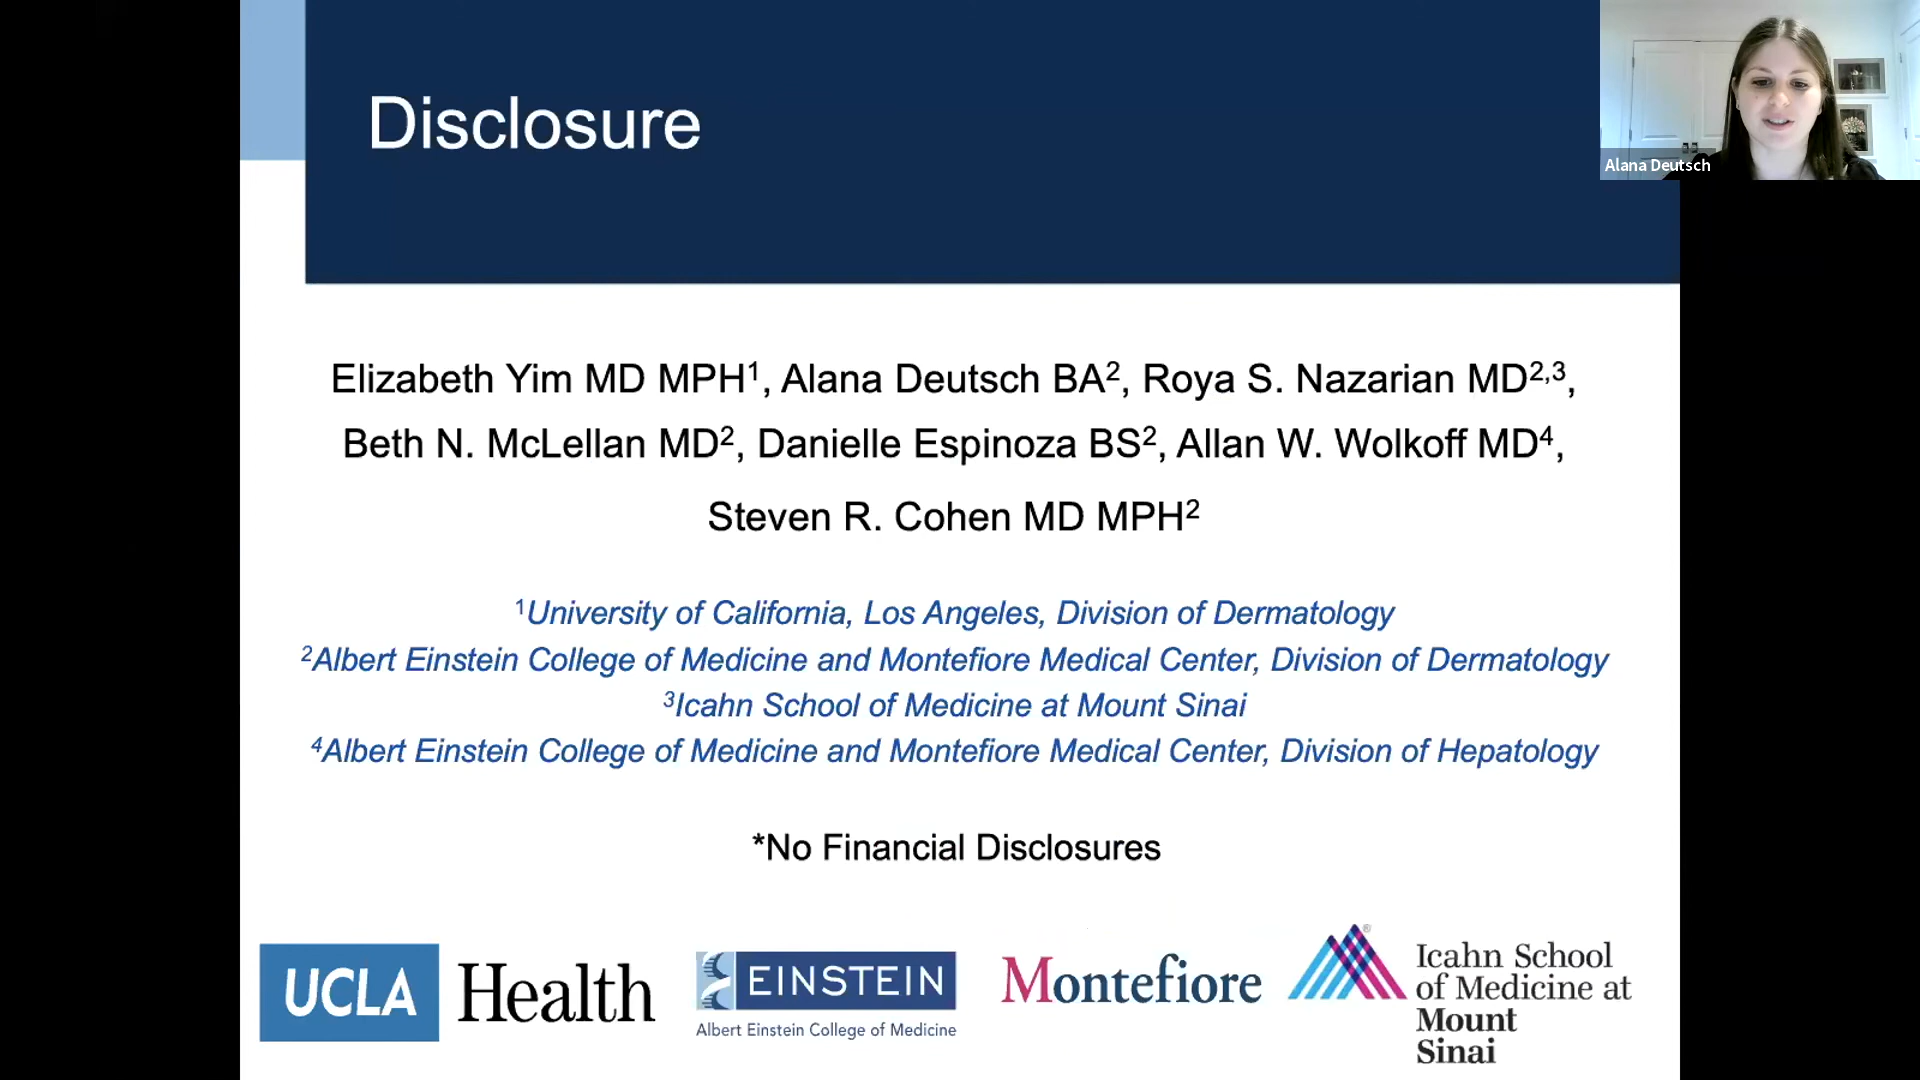 Disclosure
Alana Deutsch
Elizabeth Yim MD MPH¹, Alana Deutsch BA², Roya S. Nazarian MD²,³,
Beth N. McLellan MD², Danielle Espinoza BS², Allan W. Wolkoff MD⁴,
Steven R. Cohen MD MPH²
¹University of California, Los Angeles, Division of Dermatology
²Albert Einstein College of Medicine and Montefiore Medical Center, Division of Dermatology
³Icahn School of Medicine at Mount Sinai
⁴Albert Einstein College of Medicine and Montefiore Medical Center, Division of Hepatology
*No Financial Disclosures
UCLA Health
EINSTEIN
Albert Einstein College of Medicine
Montefiore
®
Icahn School
of Medicine at
Mount
Sinai